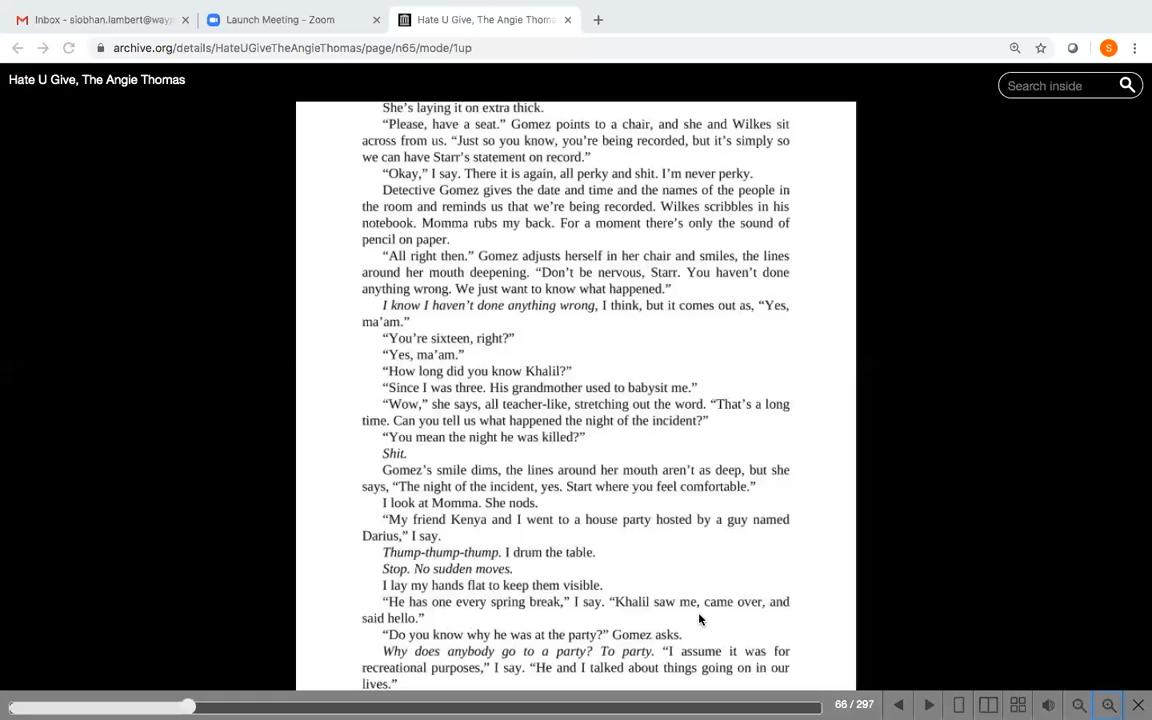 Inbox - siobhan.lambert@wayp
Launch Meeting - Zoom
Hate U Give, The Angie Thoma
archive.org/details/HateUGiveTheAngieThomas/page/n65/mode/1up
S
Hate U Give, The Angie Thomas
Search inside
She's laying it on extra thick.
“Please, have a seat.” Gomez points to a chair, and she and Wilkes sit
across from us. “Just so you know, you’re being recorded, but it’s simply so
we can have Starr’s statement on record.”
“Okay,” I say. There it is again, all perky and shit. I’m never perky.
Detective Gomez gives the date and time and the names of the people in
the room and reminds us that we’re being recorded. Wilkes scribbles in his
notebook. Momma rubs my back. For a moment there’s only the sound of
pencil on paper.
“All right then.” Gomez adjusts herself in her chair and smiles, the lines
around her mouth deepening. “Don’t be nervous, Starr. You haven’t done
anything wrong. We just want to know what happened.”
I know I haven’t done anything wrong, I think, but it comes out as, “Yes,
ma’am.”
“You’re sixteen, right?”
“Yes, ma’am.”
“How long did you know Khalil?”
“Since I was three. His grandmother used to babysit me.”
“Wow,” she says, all teacher-like, stretching out the word. “That’s a long
time. Can you tell us what happened the night of the incident?”
“You mean the night he was killed?”
Shit.
Gomez’s smile dims, the lines around her mouth aren’t as deep, but she
says, “The night of the incident, yes. Start where you feel comfortable.”
I look at Momma. She nods.
“My friend Kenya and I went to a house party hosted by a guy named
Darius,” I say.
Thump-thump-thump. I drum the table.
Stop. No sudden moves.
I lay my hands flat to keep them visible.
“He has one every spring break,” I say. “Khalil saw me, came over, and
said hello.”
“Do you know why he was at the party?” Gomez asks.
Why does anybody go to a party? To party. “I assume it was for
recreational purposes,” I say. “He and I talked about things going on in our
lives.”
66 / 297